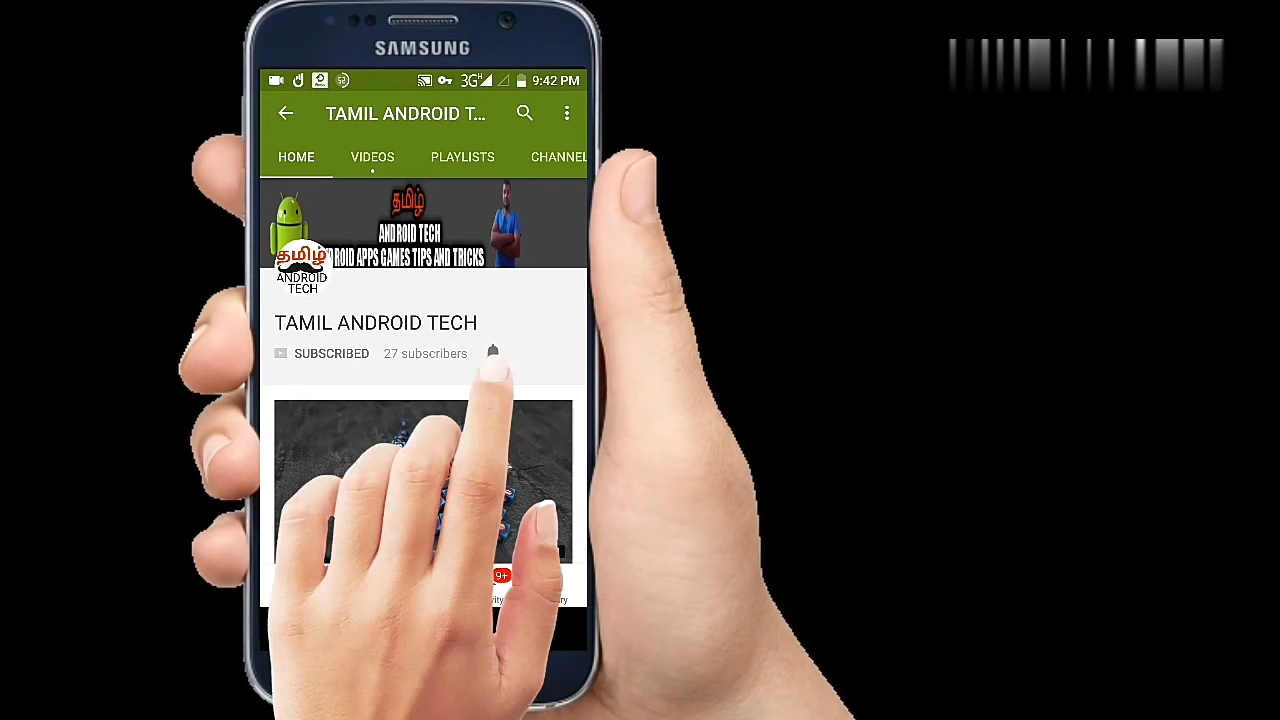 SAMSUNG
3G H 9:42 PM
TAMIL ANDROID T...
HOME VIDEOS PLAYLISTS CHANNEL
தமிழ்
ANDROID TECH
ANDROID APPS GAMES TIPS AND TRICKS
தமிழ்
ANDROID
TECH
TAMIL ANDROID TECH
SUBSCRIBED 27 subscribers
9+